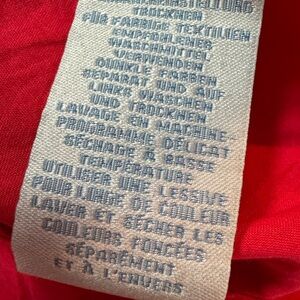 TROCKNEN
FÜR FARBIGE TEXTILIEN
EMPFOHLENER
WASCHMITTEL
VERWENDEN
DUNKLE FARBEN
SEPARAT UND AUF
LINKS WASCHEN
UND TROCKNEN
LAVAGE EN MACHINE-
PROGRAMME DÉLICAT
SÉCHAGE À BASSE
TEMPÉRATURE
UTILISER UNE LESSIVE
POUR LINGE DE COULEUR
LAVER ET SÉCHER LES
COULEURS FONCÉES
SÉPARÉMENT
ET À L'ENVERS